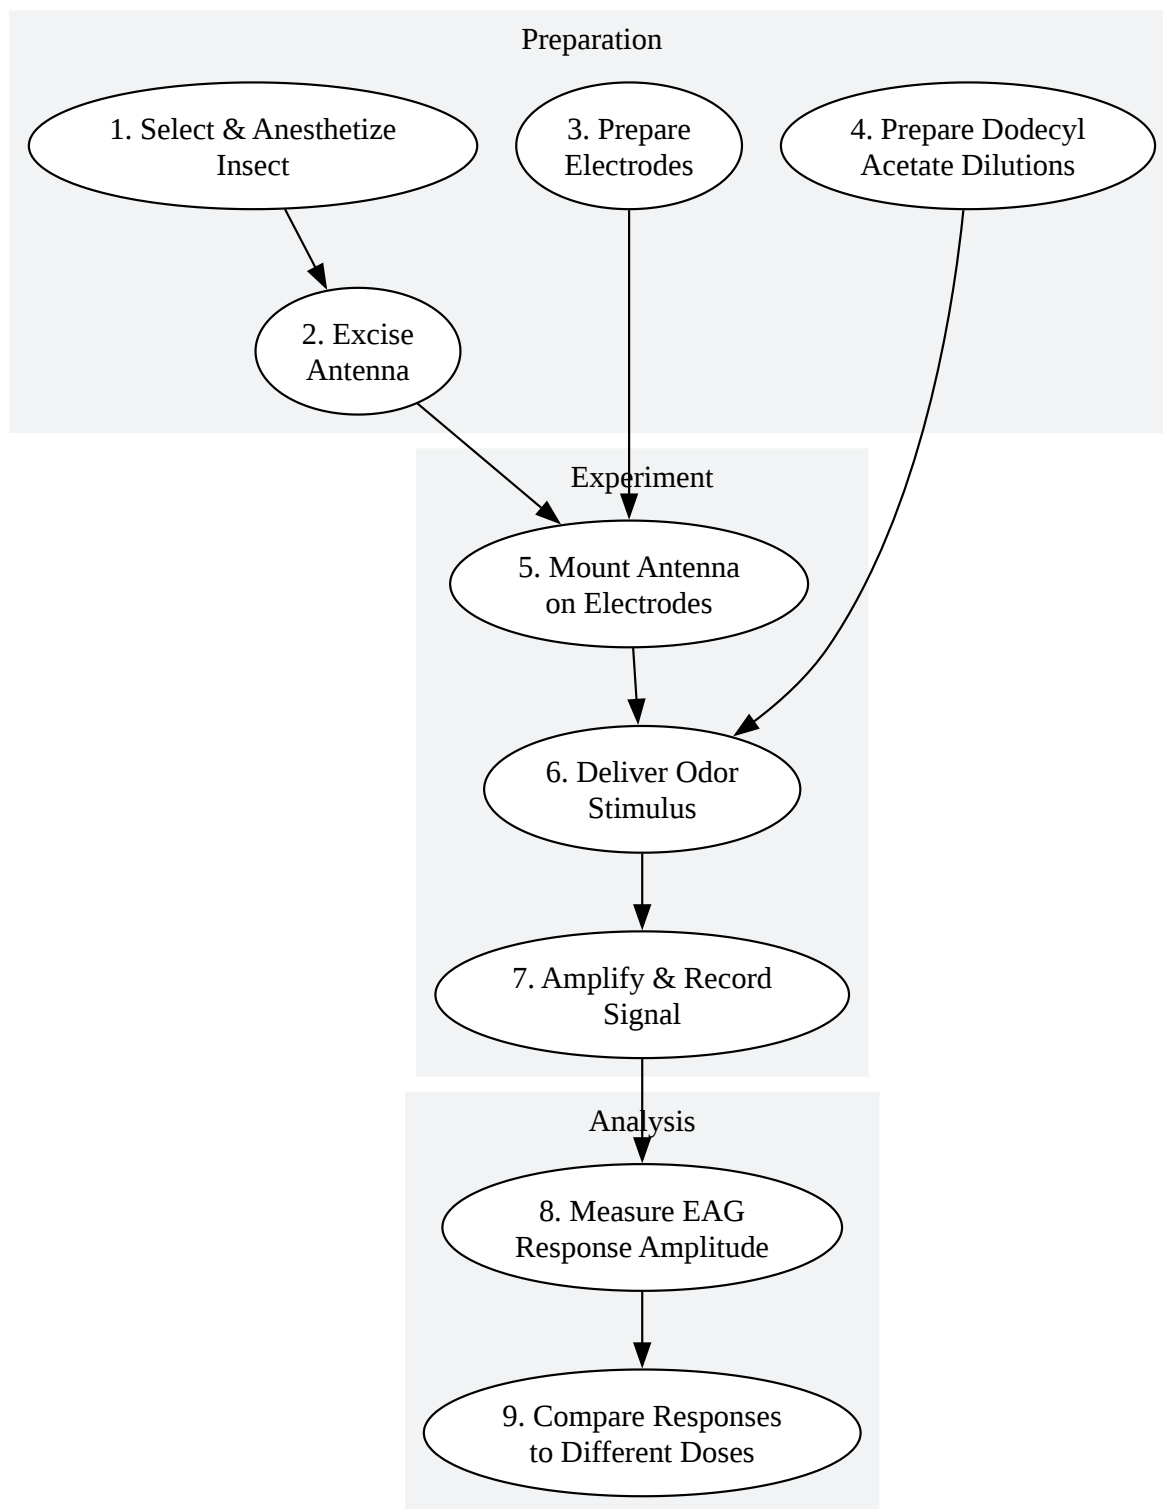 Preparation
1. Select & Anesthetize
Insect
3. Prepare
Electrodes
4. Prepare Dodecyl
Acetate Dilutions
2. Excise
Antenna
Experiment
5. Mount Antenna
on Electrodes
6. Deliver Odor
Stimulus
7. Amplify & Record
Signal
Analysis
8. Measure EAG
Response Amplitude
9. Compare Responses
to Different Doses